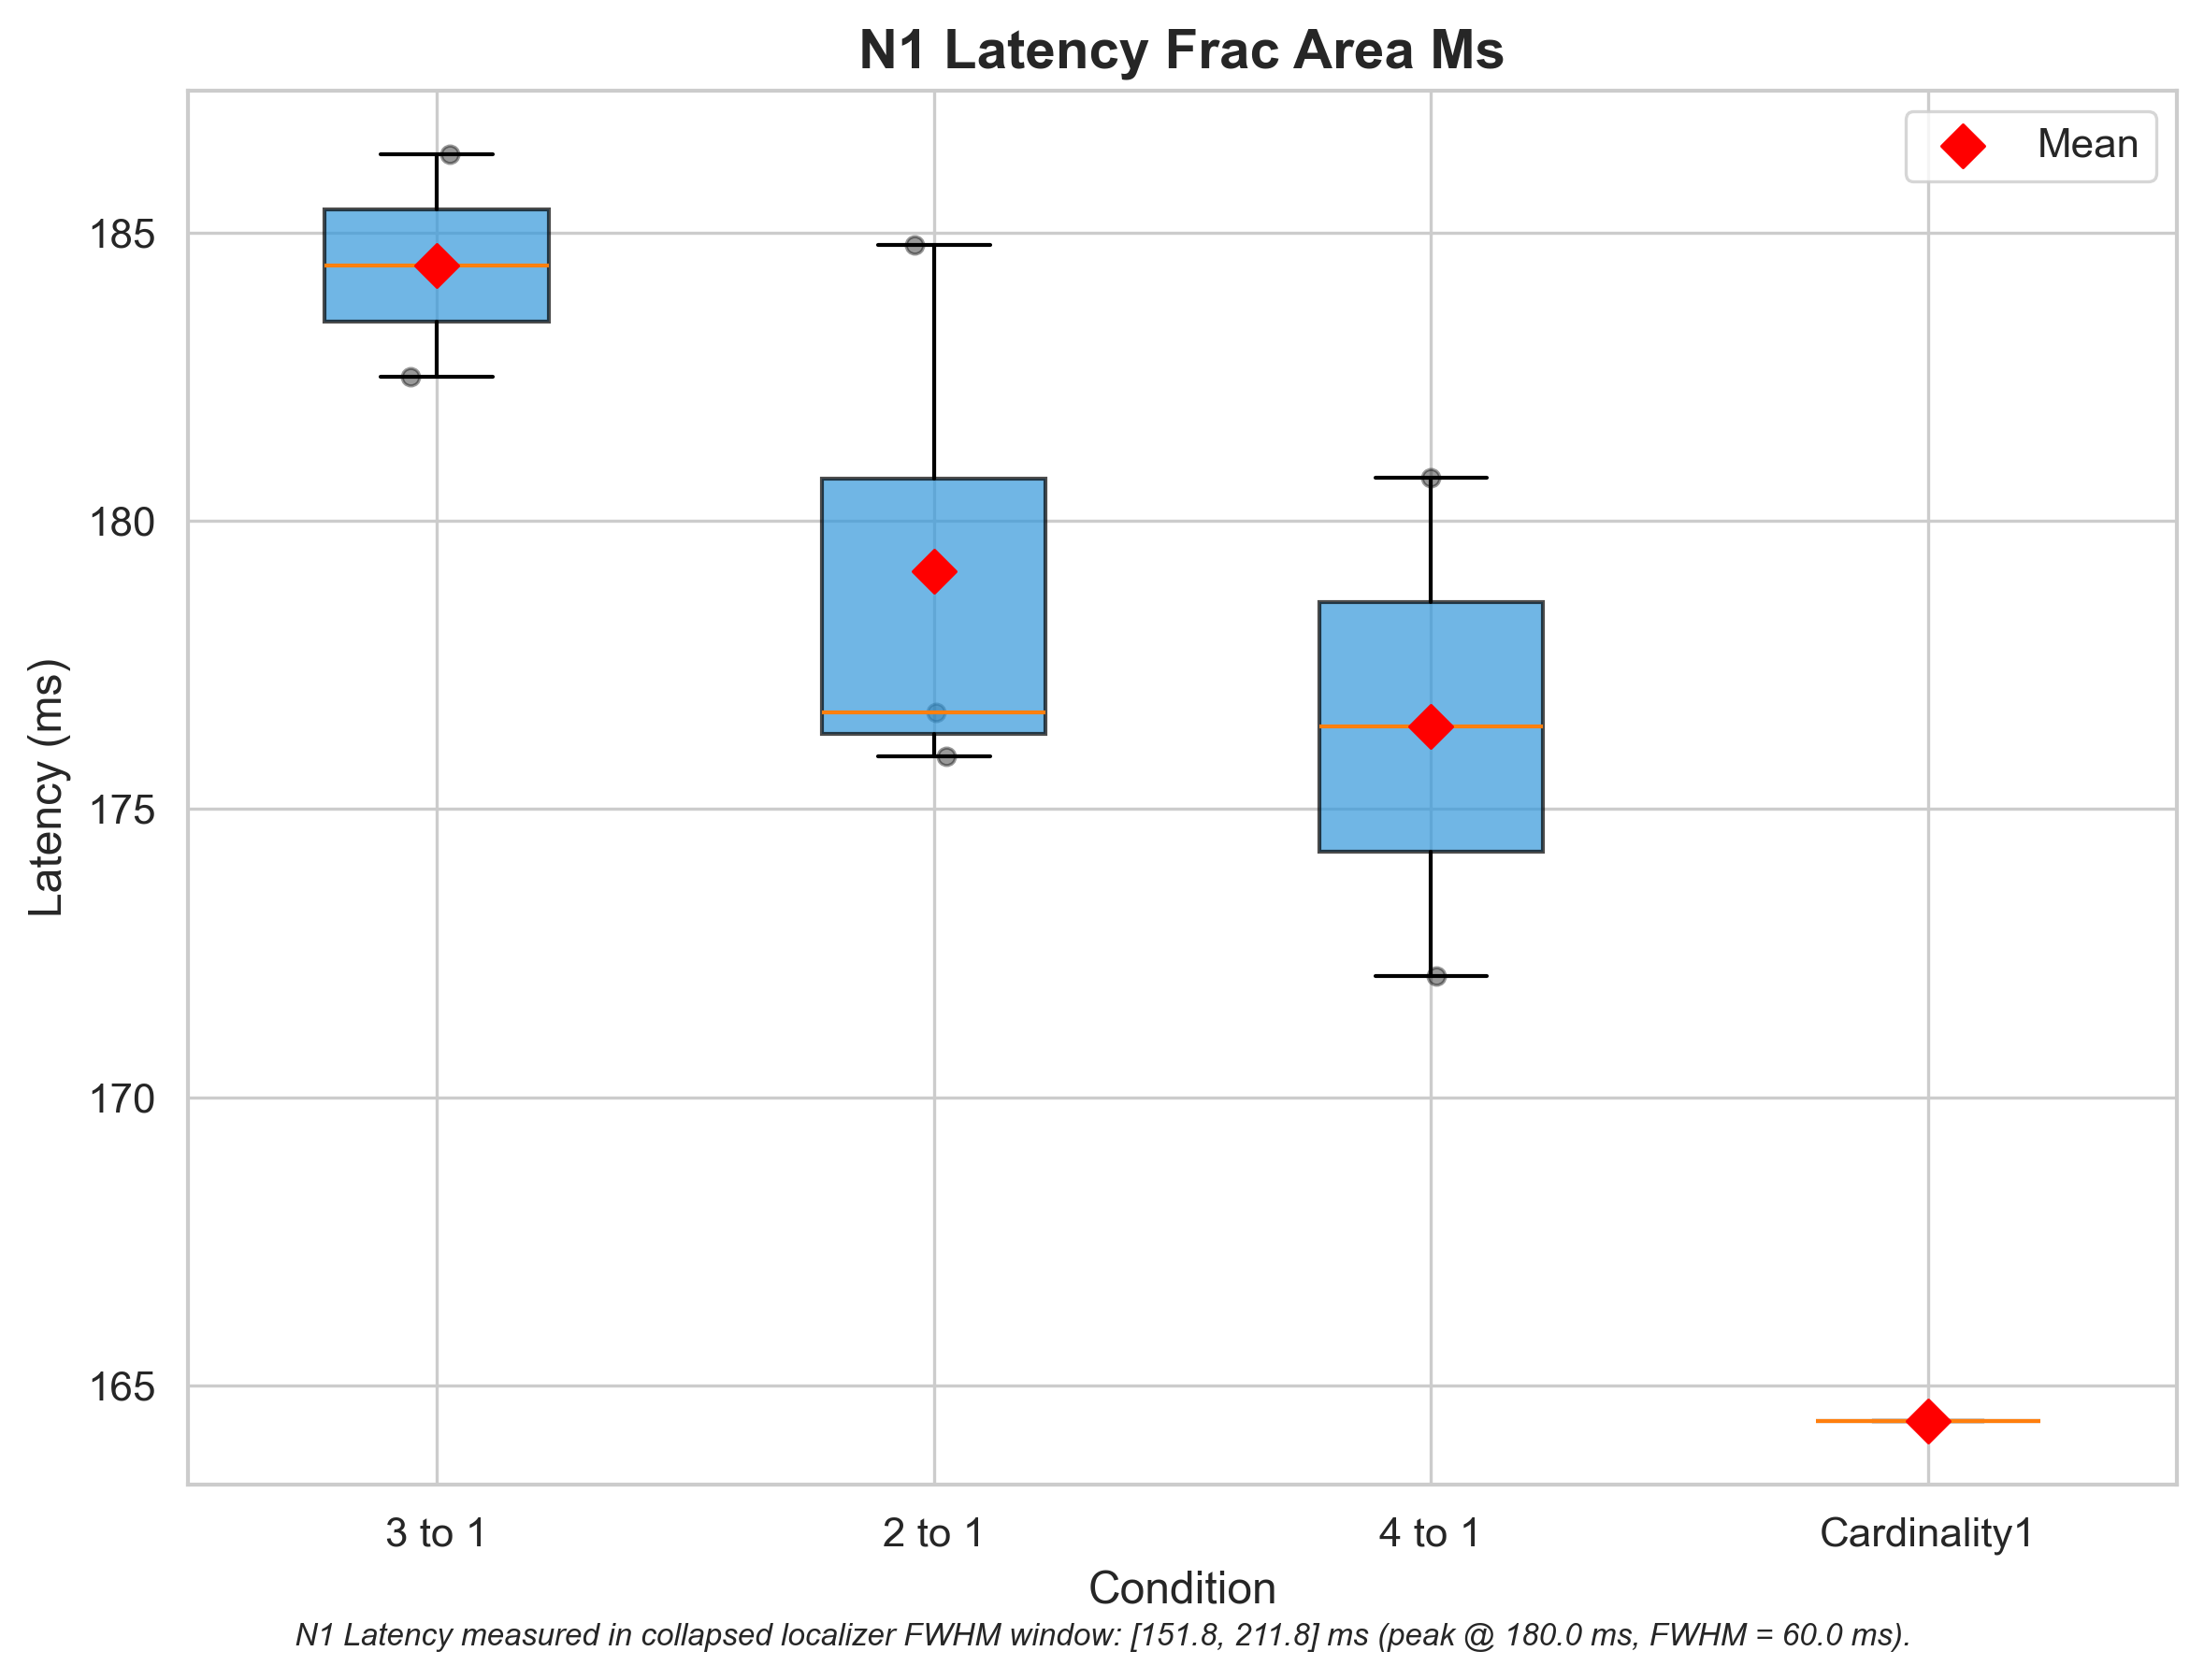 N1 Latency Frac Area Ms
Mean
Latency (ms)
185
180
175
170
165
3 to 1
2 to 1
4 to 1
Cardinality1
Condition
N1 Latency measured in collapsed localizer FWHM window: [151.8, 211.8] ms (peak @ 180.0 ms, FWHM = 60.0 ms).